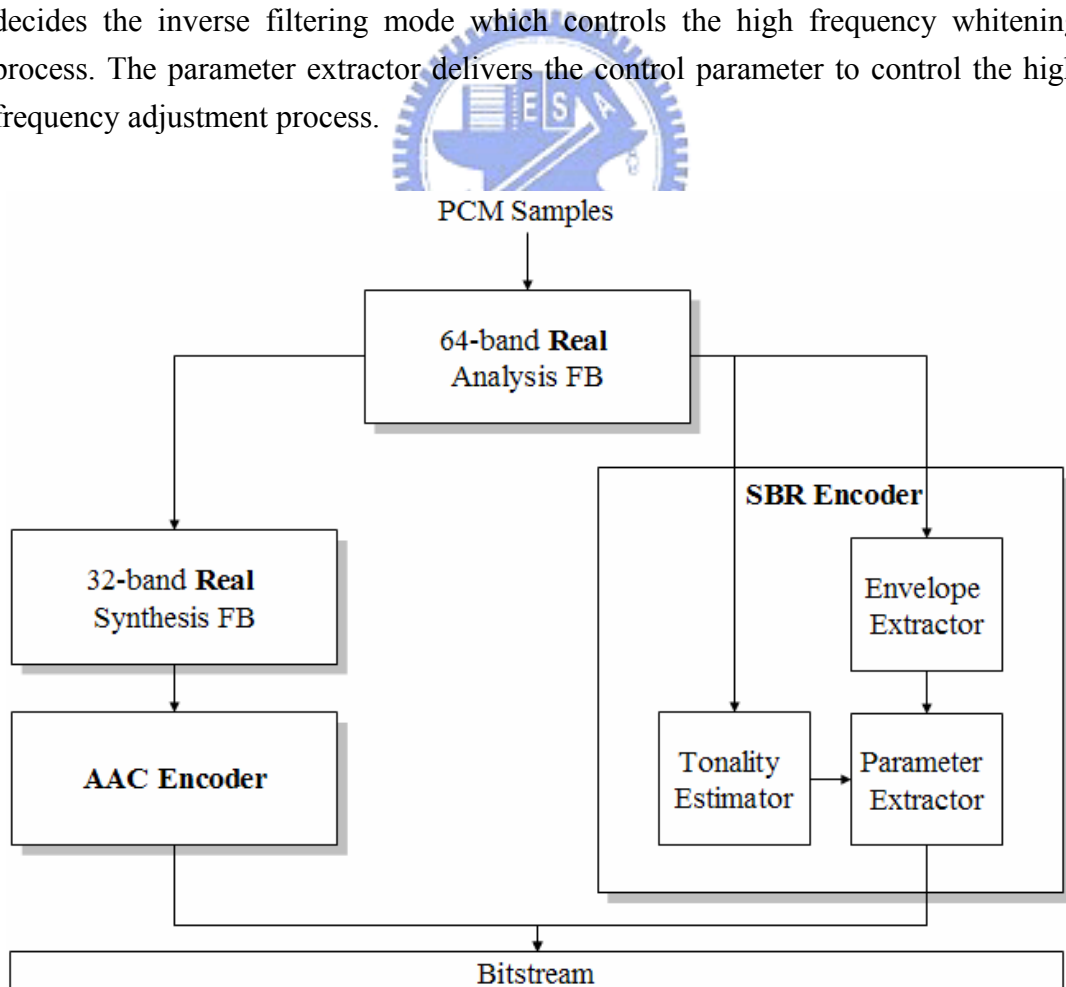 decides the inverse filtering mode which controls the high frequency whitening
process. The parameter extractor delivers the control parameter to control the high
frequency adjustment process.
ESA
PCM Samples
64-band Real
Analysis FB
SBR Encoder
32-band Real
Synthesis FB
Envelope
Extractor
AAC Encoder
Tonality
Estimator
Parameter
Extractor
Bitstream